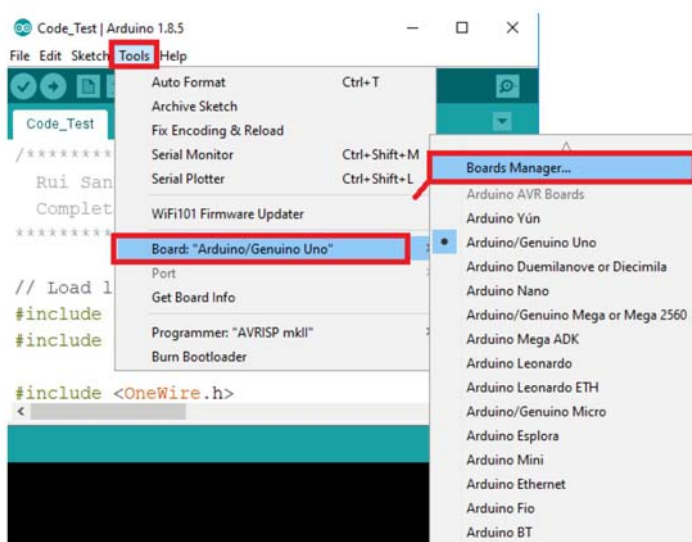 Code_Test | Arduino 1.8.5
File Edit Sketch Tools Help
Auto Format Ctrl+T
Archive Sketch
Fix Encoding & Reload
Serial Monitor Ctrl+Shift+M
Serial Plotter Ctrl+Shift+L
WiFi101 Firmware Updater
Board: "Arduino/Genuino Uno"
Port
Get Board Info
Programmer: "AVRISP mkII"
Burn Bootloader
Code_Test
/********
Rui San
Complet
*********
// Load l
#include
#include
#include <OneWire.h>
Boards Manager...
Arduino AVR Boards
Arduino Yún
Arduino/Genuino Uno
Arduino Duemilanove or Diecimila
Arduino Nano
Arduino/Genuino Mega or Mega 2560
Arduino Mega ADK
Arduino Leonardo
Arduino Leonardo ETH
Arduino/Genuino Micro
Arduino Esplora
Arduino Mini
Arduino Ethernet
Arduino Fio
Arduino BT